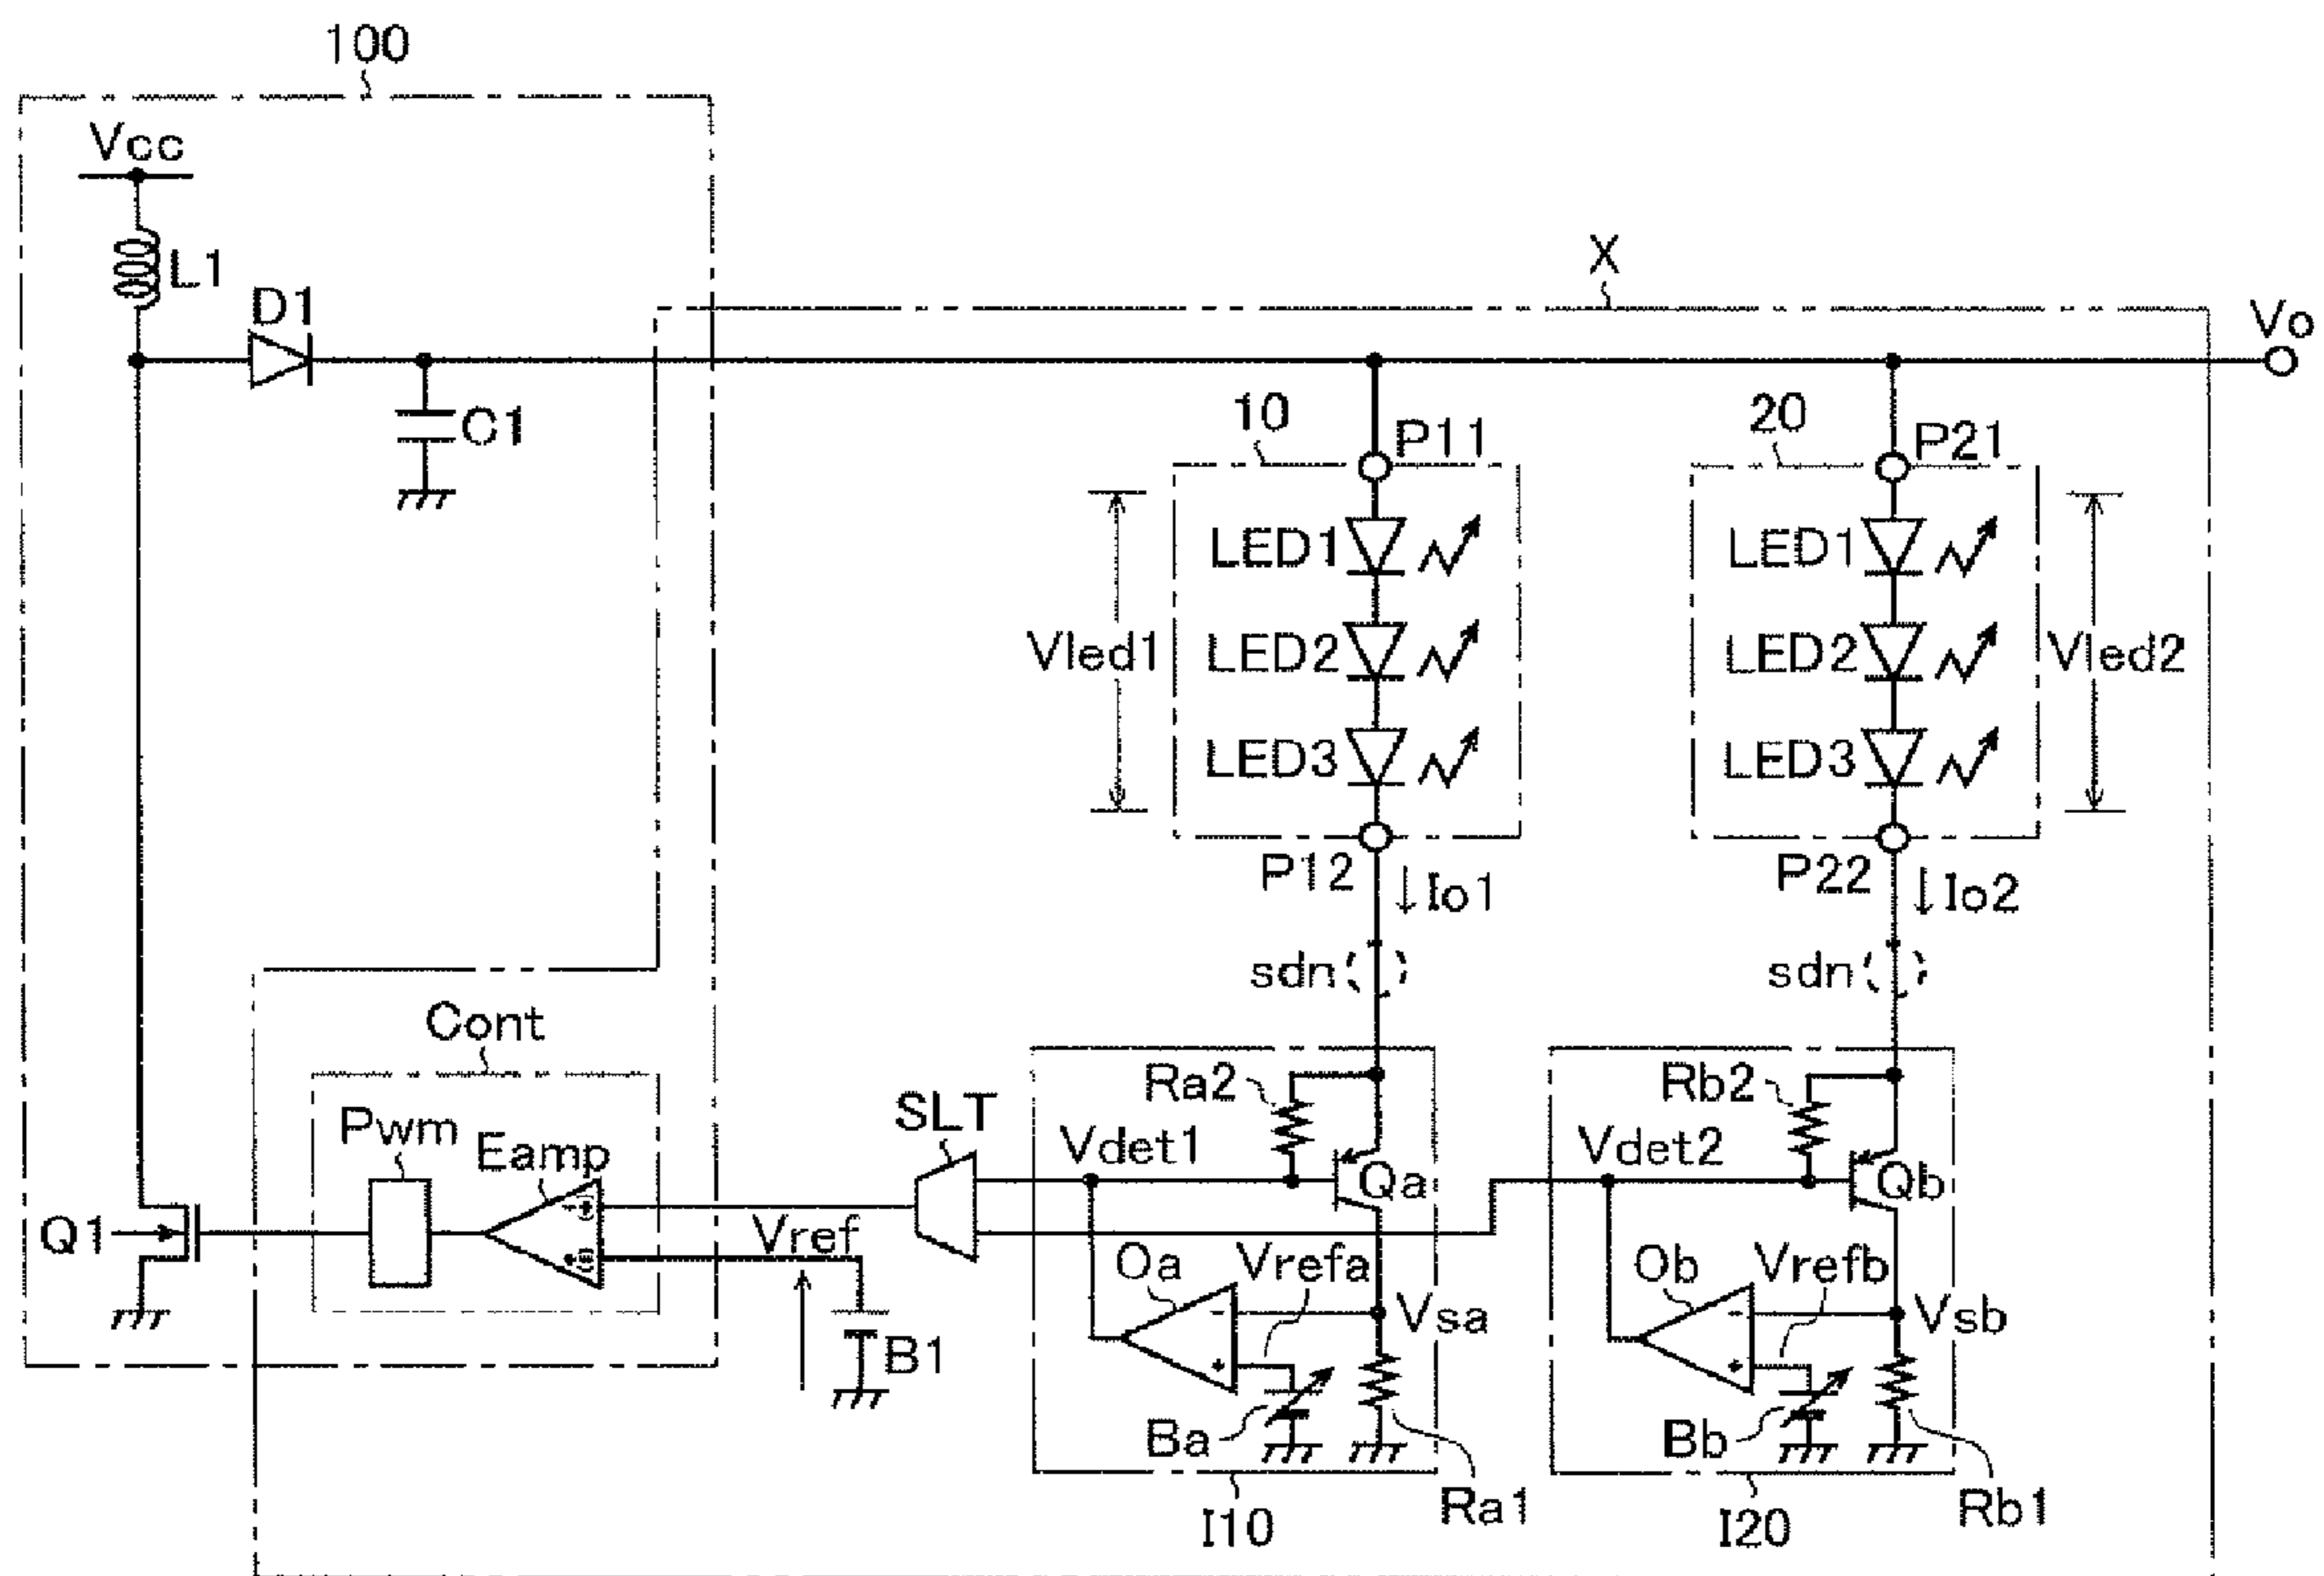 100
Vcc
L1
D1
C1
X
Vo
10
P11
20
P21
LED1
LED1
Vled1
LED2
LED2
Vled2
LED3
LED3
P12
Io1
P22
Io2
sdn
sdn
Cont
Pwm
Eamp
SLT
Ra2
Rb2
Vdet1
Vdet2
Qa
Qb
Q1
Vref
Oa
Vrefa
Ob
Vrefb
Vsa
Vsb
B1
Ba
Bb
Ra1
Rb1
I10
I20